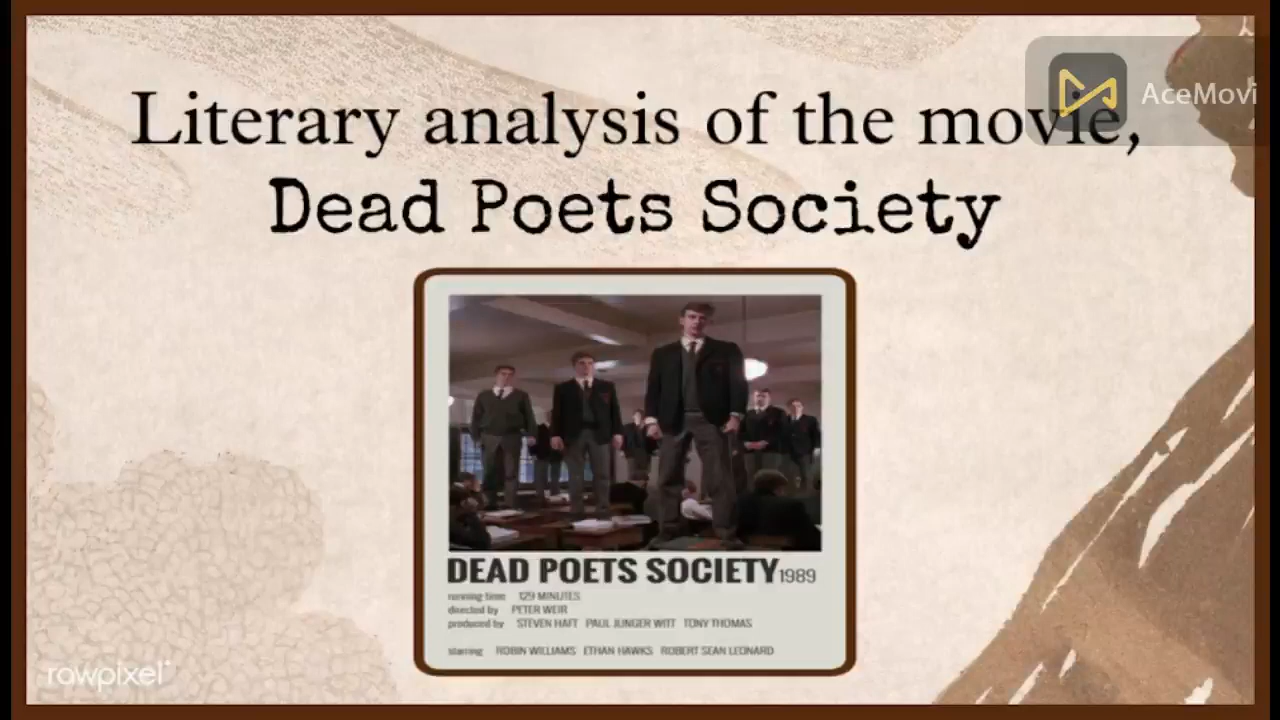 Literary analysis of the movie,
Dead Poets Society
AceMovi
DEAD POETS SOCIETY 1989
running time 129 MINUTES
directed by PETER WEIR
produced by STEVEN HAFT PAUL JUNGER WITT TONY THOMAS
starring ROBIN WILLIAMS ETHAN HAWKS ROBERT SEAN LEONARD
rawpixel